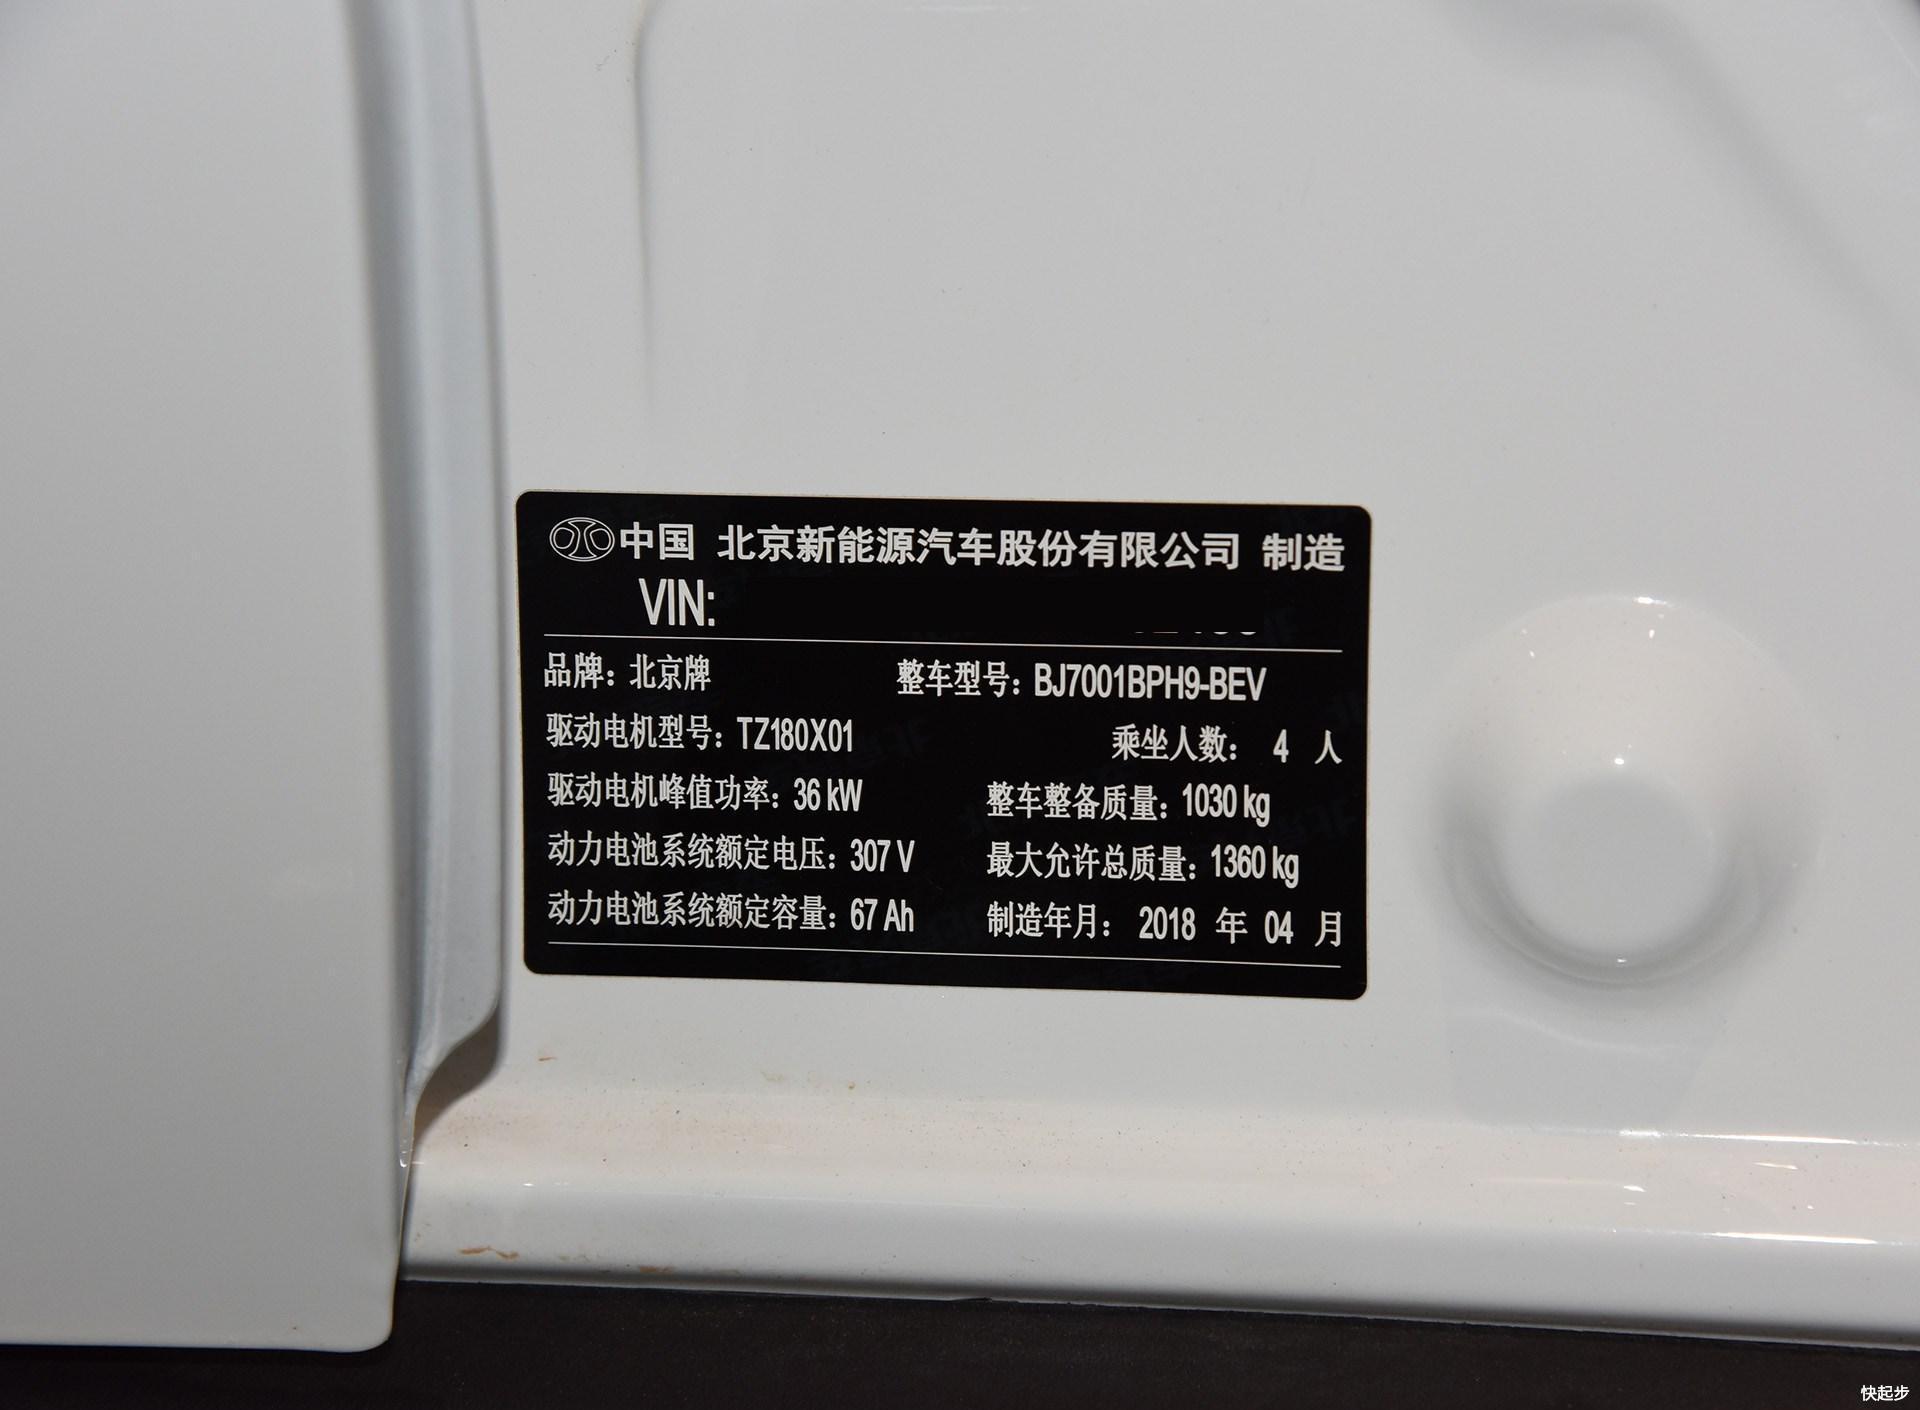 中国 北京新能源汽车股份有限公司 制造
VIN:
品牌：北京牌 整车型号：BJ7001BPH9-BEV
驱动电机型号：TZ180X01 乘坐人数： 4 人
驱动电机峰值功率：36 kW 整车整备质量：1030 kg
动力电池系统额定电压：307 V 最大允许总质量：1360 kg
动力电池系统额定容量：67 Ah 制造年月： 2018 年 04 月
快起步